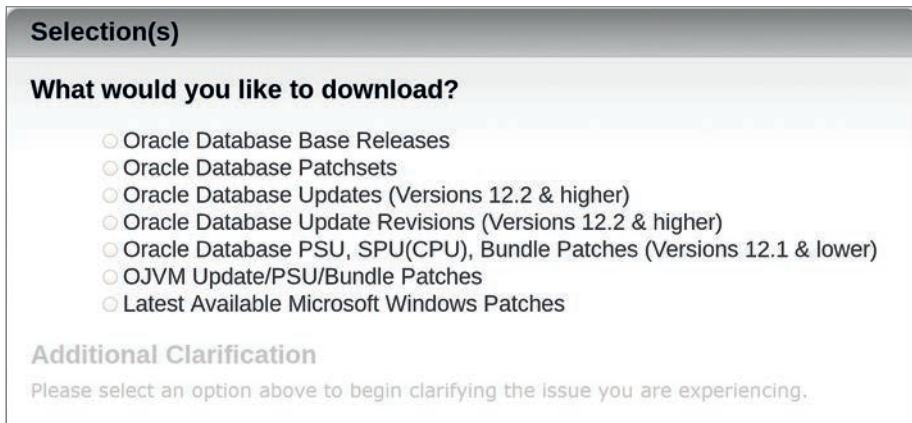 Selection(s)
What would you like to download?
Oracle Database Base Releases
Oracle Database Patchsets
Oracle Database Updates (Versions 12.2 & higher)
Oracle Database Update Revisions (Versions 12.2 & higher)
Oracle Database PSU, SPU(CPU), Bundle Patches (Versions 12.1 & lower)
OJVM Update/PSU/Bundle Patches
Latest Available Microsoft Windows Patches
Additional Clarification
Please select an option above to begin clarifying the issue you are experiencing.